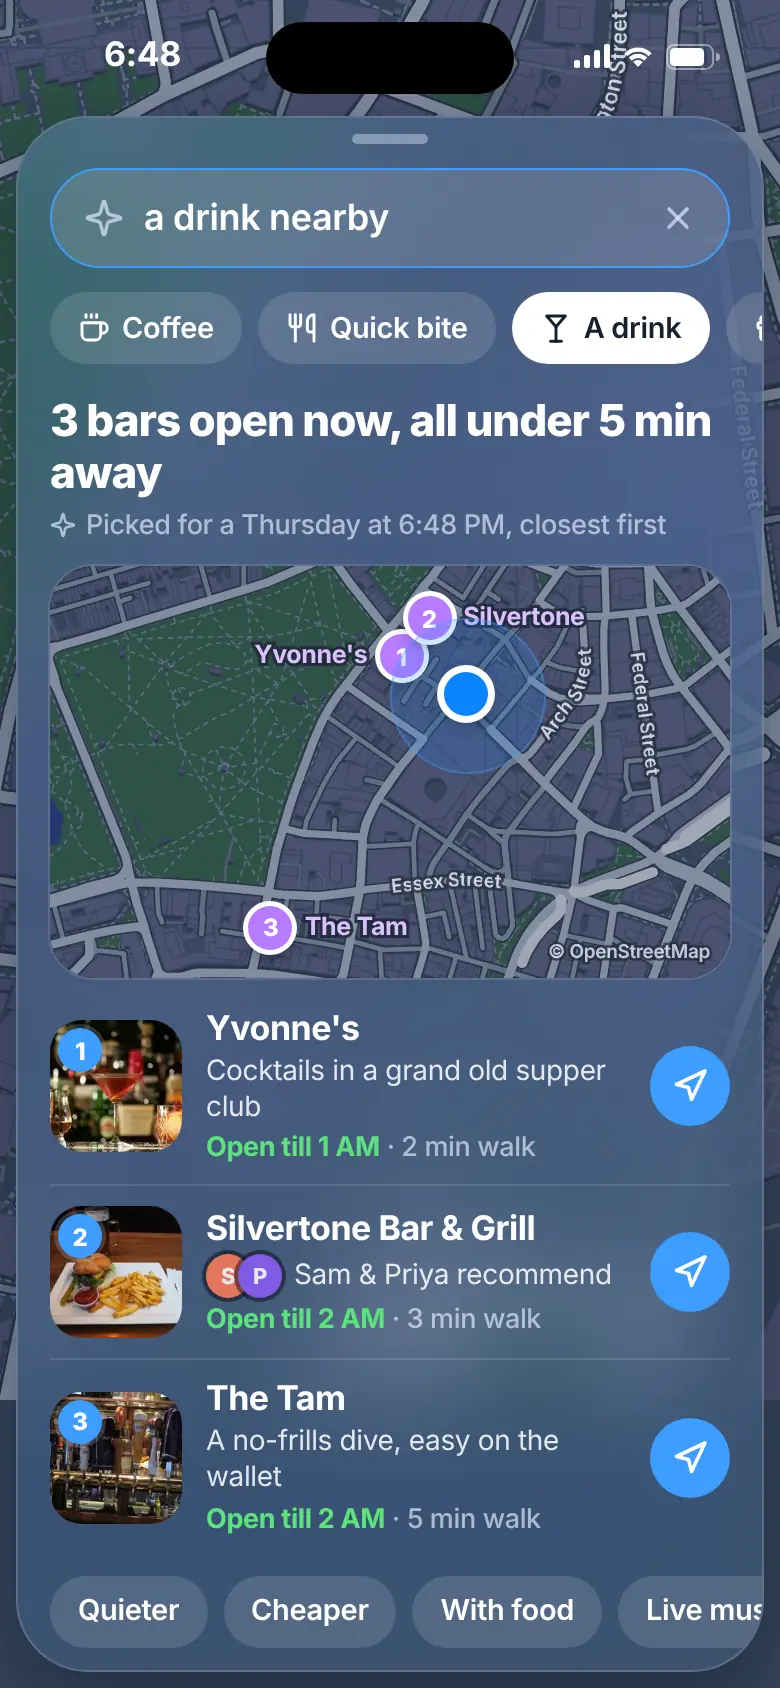 6:48
a drink nearby
Coffee
Quick bite
A drink
3 bars open now, all under 5 min
away
Picked for a Thursday at 6:48 PM, closest first
Federal Street
2
Silvertone
Yvonne's
1
Arch Street
Federal Street
Essex Street
3
The Tam
© OpenStreetMap
1
Yvonne's
Cocktails in a grand old supper
club
Open till 1 AM · 2 min walk
2
Silvertone Bar & Grill
S
P
Sam & Priya recommend
Open till 2 AM · 3 min walk
3
The Tam
A no-frills dive, easy on the
wallet
Open till 2 AM · 5 min walk
Quieter
Cheaper
With food
Live mus